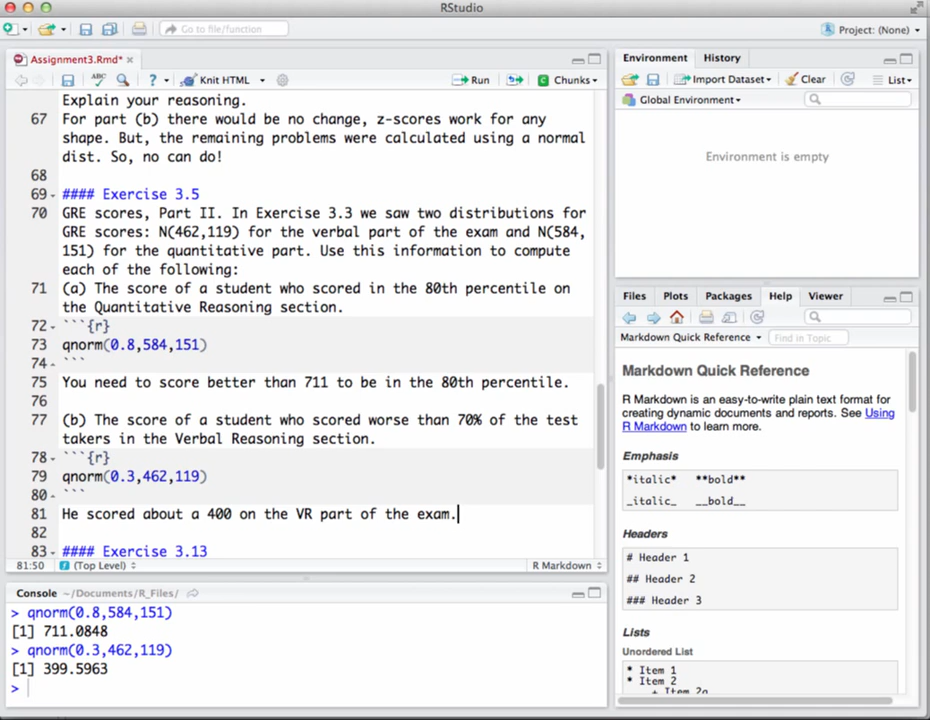 RStudio
Go to file/function
Project: (None)
Assignment3.Rmd*
Environment
History
ABC
?
Knit HTML
Run
Chunks
Import Dataset
Clear
List
Global Environment
Explain your reasoning.
67 For part (b) there would be no change, z-scores work for any
shape. But, the remaining problems were calculated using a normal
dist. So, no can do!
68
69 #### Exercise 3.5
70 GRE scores, Part II. In Exercise 3.3 we saw two distributions for
GRE scores: N(462,119) for the verbal part of the exam and N(584,
151) for the quantitative part. Use this information to compute
each of the following:
71 (a) The score of a student who scored in the 80th percentile on
the Quantitative Reasoning section.
72 ```{r}
73 qnorm(0.8,584,151)
74 ```
75 You need to score better than 711 to be in the 80th percentile.
76
77 (b) The score of a student who scored worse than 70% of the test
takers in the Verbal Reasoning section.
78 ```{r}
79 qnorm(0.3,462,119)
80 ```
81 He scored about a 400 on the VR part of the exam.
82
83 #### Exercise 3.13
81:50 (Top Level) R Markdown
Console ~/Documents/R_Files/
> qnorm(0.8,584,151)
[1] 711.0848
> qnorm(0.3,462,119)
[1] 399.5963
>
Environment is empty
Files Plots Packages Help Viewer
Markdown Quick Reference
Find in Topic
Markdown Quick Reference
R Markdown is an easy-to-write plain text format for
creating dynamic documents and reports. See Using
R Markdown to learn more.
Emphasis
*italic* **bold**
_italic_ __bold__
Headers
# Header 1
## Header 2
### Header 3
Lists
Unordered List
* Item 1
* Item 2
+ Item 2a